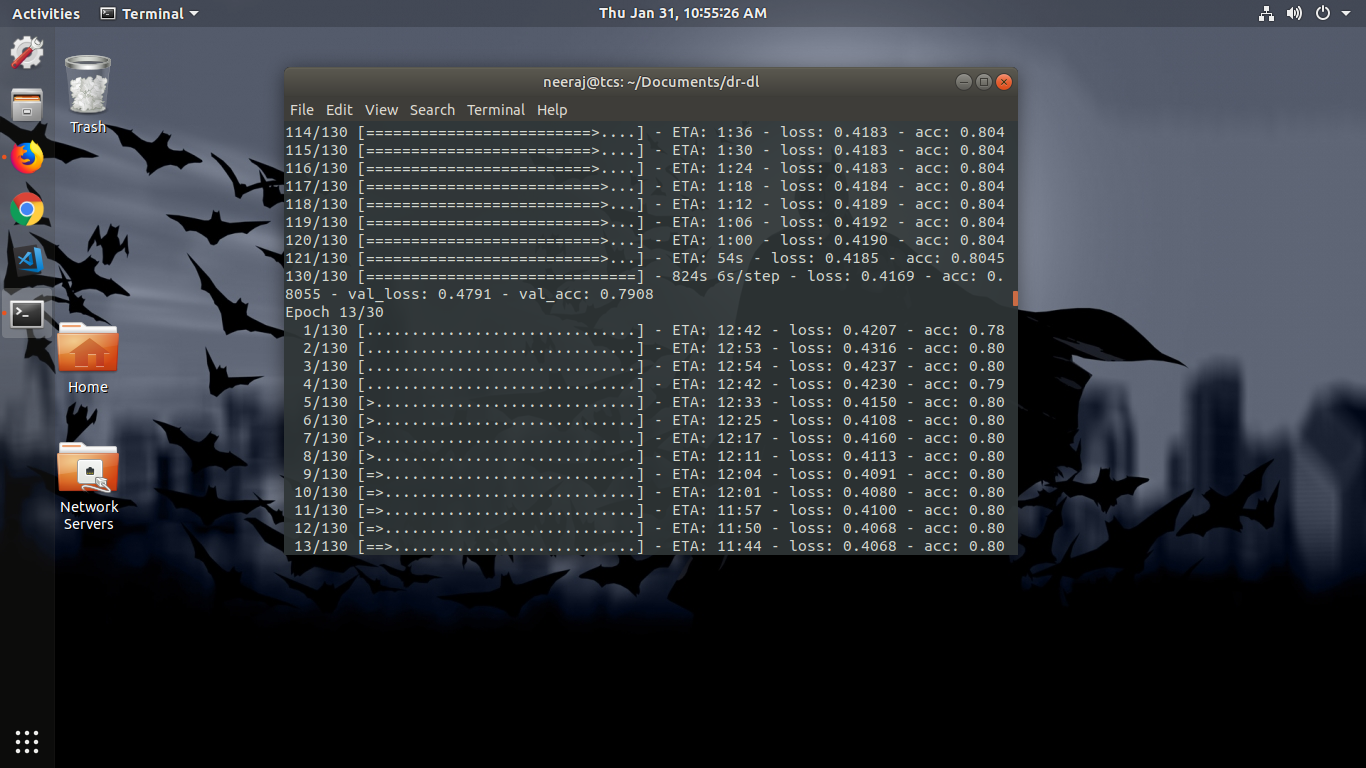 Activities Terminal Thu Jan 31, 10:55:26 AM
Trash
Home
Network
Servers
neeraj@tcs: ~/Documents/dr-dl
File Edit View Search Terminal Help
114/130 [=========================>....] - ETA: 1:36 - loss: 0.4183 - acc: 0.804
115/130 [=========================>....] - ETA: 1:30 - loss: 0.4183 - acc: 0.804
116/130 [=========================>....] - ETA: 1:24 - loss: 0.4183 - acc: 0.804
117/130 [==========================>...] - ETA: 1:18 - loss: 0.4184 - acc: 0.804
118/130 [==========================>...] - ETA: 1:12 - loss: 0.4189 - acc: 0.804
119/130 [==========================>...] - ETA: 1:06 - loss: 0.4192 - acc: 0.804
120/130 [==========================>...] - ETA: 1:00 - loss: 0.4190 - acc: 0.804
121/130 [==========================>...] - ETA: 54s - loss: 0.4185 - acc: 0.8045
130/130 [==============================] - 824s 6s/step - loss: 0.4169 - acc: 0.
8055 - val_loss: 0.4791 - val_acc: 0.7908
Epoch 13/30
1/130 [..............................] - ETA: 12:42 - loss: 0.4207 - acc: 0.78
2/130 [..............................] - ETA: 12:53 - loss: 0.4316 - acc: 0.80
3/130 [..............................] - ETA: 12:54 - loss: 0.4237 - acc: 0.80
4/130 [..............................] - ETA: 12:42 - loss: 0.4230 - acc: 0.79
5/130 [>.............................] - ETA: 12:33 - loss: 0.4150 - acc: 0.80
6/130 [>.............................] - ETA: 12:25 - loss: 0.4108 - acc: 0.80
7/130 [>.............................] - ETA: 12:17 - loss: 0.4160 - acc: 0.80
8/130 [>.............................] - ETA: 12:11 - loss: 0.4113 - acc: 0.80
9/130 [=>............................] - ETA: 12:04 - loss: 0.4091 - acc: 0.80
10/130 [=>............................] - ETA: 12:01 - loss: 0.4080 - acc: 0.80
11/130 [=>............................] - ETA: 11:57 - loss: 0.4100 - acc: 0.80
12/130 [=>............................] - ETA: 11:50 - loss: 0.4068 - acc: 0.80
13/130 [==>...........................] - ETA: 11:44 - loss: 0.4068 - acc: 0.80